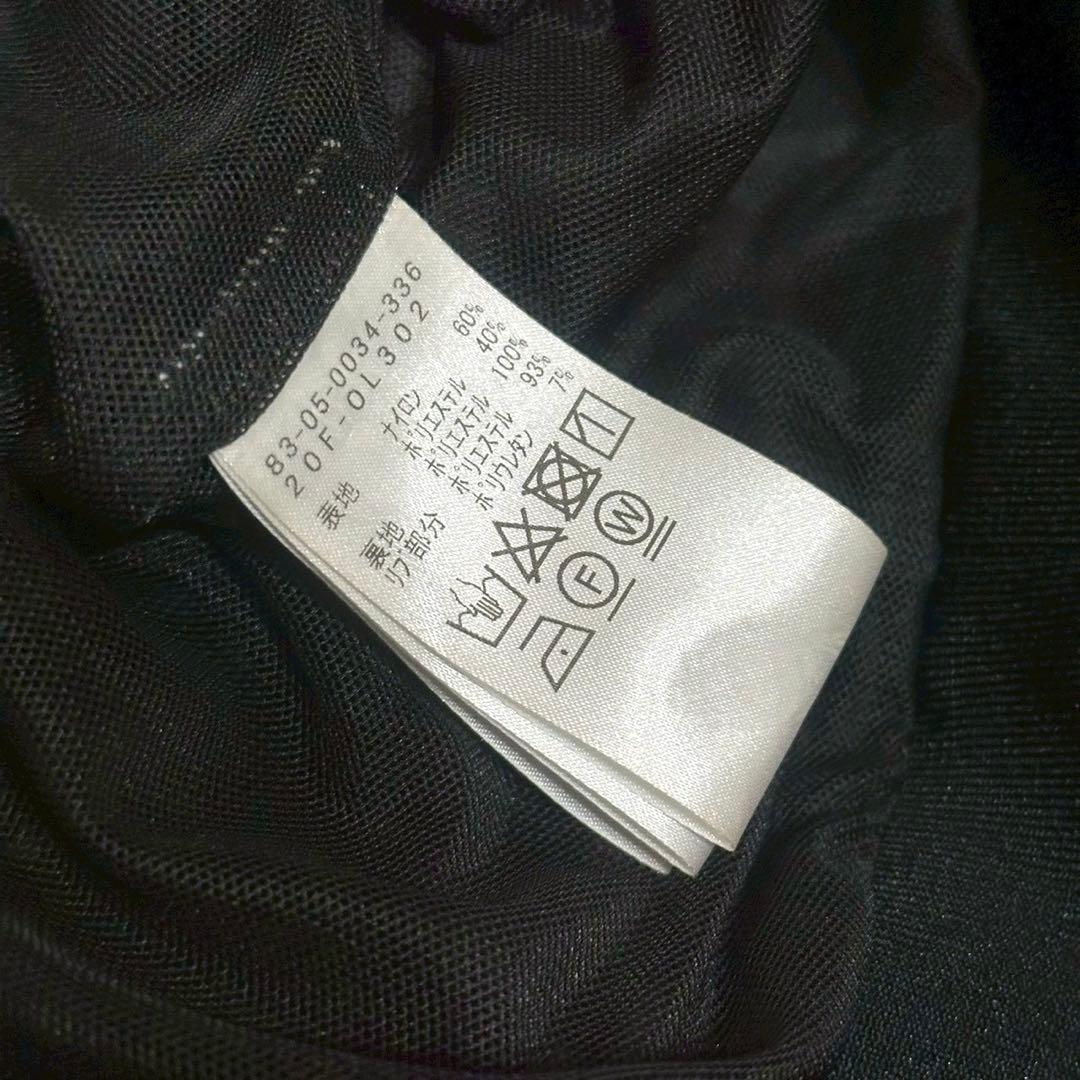 83-05-0034-336
20F-OL302
表地 ナイロン 60%
ポリエステル 40%
裏地 ポリエステル 100%
リブ部分 ポリエステル 93%
ポリウレタン 7%
F W